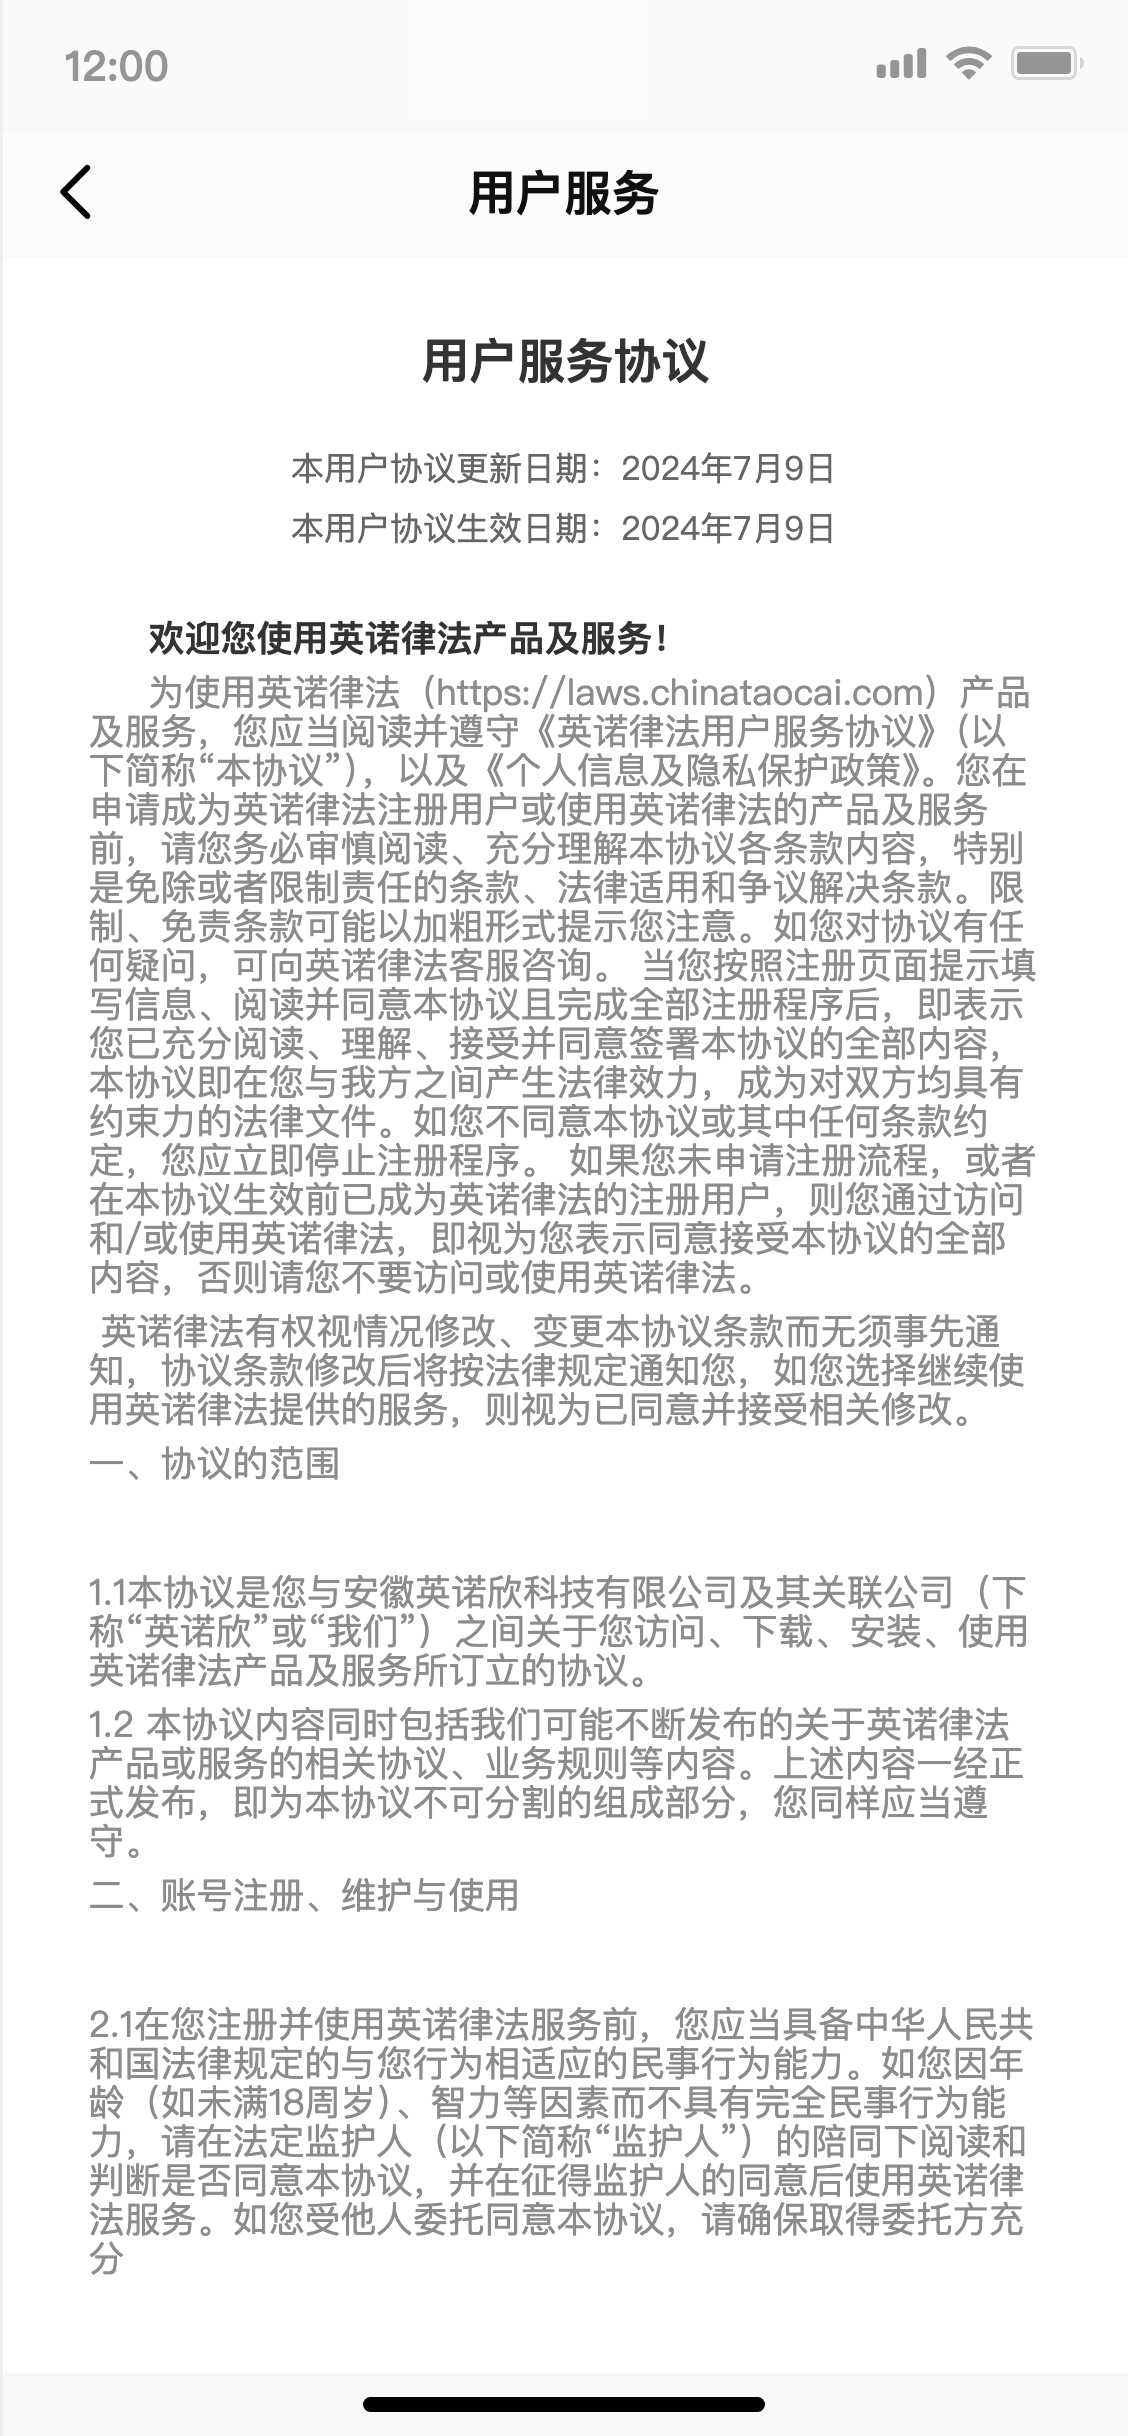 12:00
用户服务
用户服务协议
本用户协议更新日期：2024年7月9日
本用户协议生效日期：2024年7月9日
欢迎您使用英诺律法产品及服务！
为使用英诺律法（https://laws.chinataocai.com）产品
及服务，您应当阅读并遵守《英诺律法用户服务协议》（以
下简称“本协议”），以及《个人信息及隐私保护政策》。您在
申请成为英诺律法注册用户或使用英诺律法的产品及服务
前，请您务必审慎阅读、充分理解本协议各条款内容，特别
是免除或者限制责任的条款、法律适用和争议解决条款。限
制、免责条款可能以加粗形式提示您注意。如您对协议有任
何疑问，可向英诺律法客服咨询。 当您按照注册页面提示填
写信息、阅读并同意本协议且完成全部注册程序后，即表示
您已充分阅读、理解、接受并同意签署本协议的全部内容，
本协议即在您与我方之间产生法律效力，成为对双方均具有
约束力的法律文件。如您不同意本协议或其中任何条款约
定，您应立即停止注册程序。 如果您未申请注册流程，或者
在本协议生效前已成为英诺律法的注册用户，则您通过访问
和/或使用英诺律法，即视为您表示同意接受本协议的全部
内容，否则请您不要访问或使用英诺律法。
英诺律法有权视情况修改、变更本协议条款而无须事先通
知，协议条款修改后将按法律规定通知您，如您选择继续使
用英诺律法提供的服务，则视为已同意并接受相关修改。
一、协议的范围
1.1本协议是您与安徽英诺欣科技有限公司及其关联公司（下
称“英诺欣”或“我们”）之间关于您访问、下载、安装、使用
英诺律法产品及服务所订立的协议。
1.2 本协议内容同时包括我们可能不断发布的关于英诺律法
产品或服务的相关协议、业务规则等内容。上述内容一经正
式发布，即为本协议不可分割的组成部分，您同样应当遵
守。
二、账号注册、维护与使用
2.1在您注册并使用英诺律法服务前，您应当具备中华人民共
和国法律规定的与您行为相适应的民事行为能力。如您因年
龄（如未满18周岁）、智力等因素而不具有完全民事行为能
力，请在法定监护人（以下简称“监护人”）的陪同下阅读和
判断是否同意本协议，并在征得监护人的同意后使用英诺律
法服务。如您受他人委托同意本协议，请确保取得委托方充
分